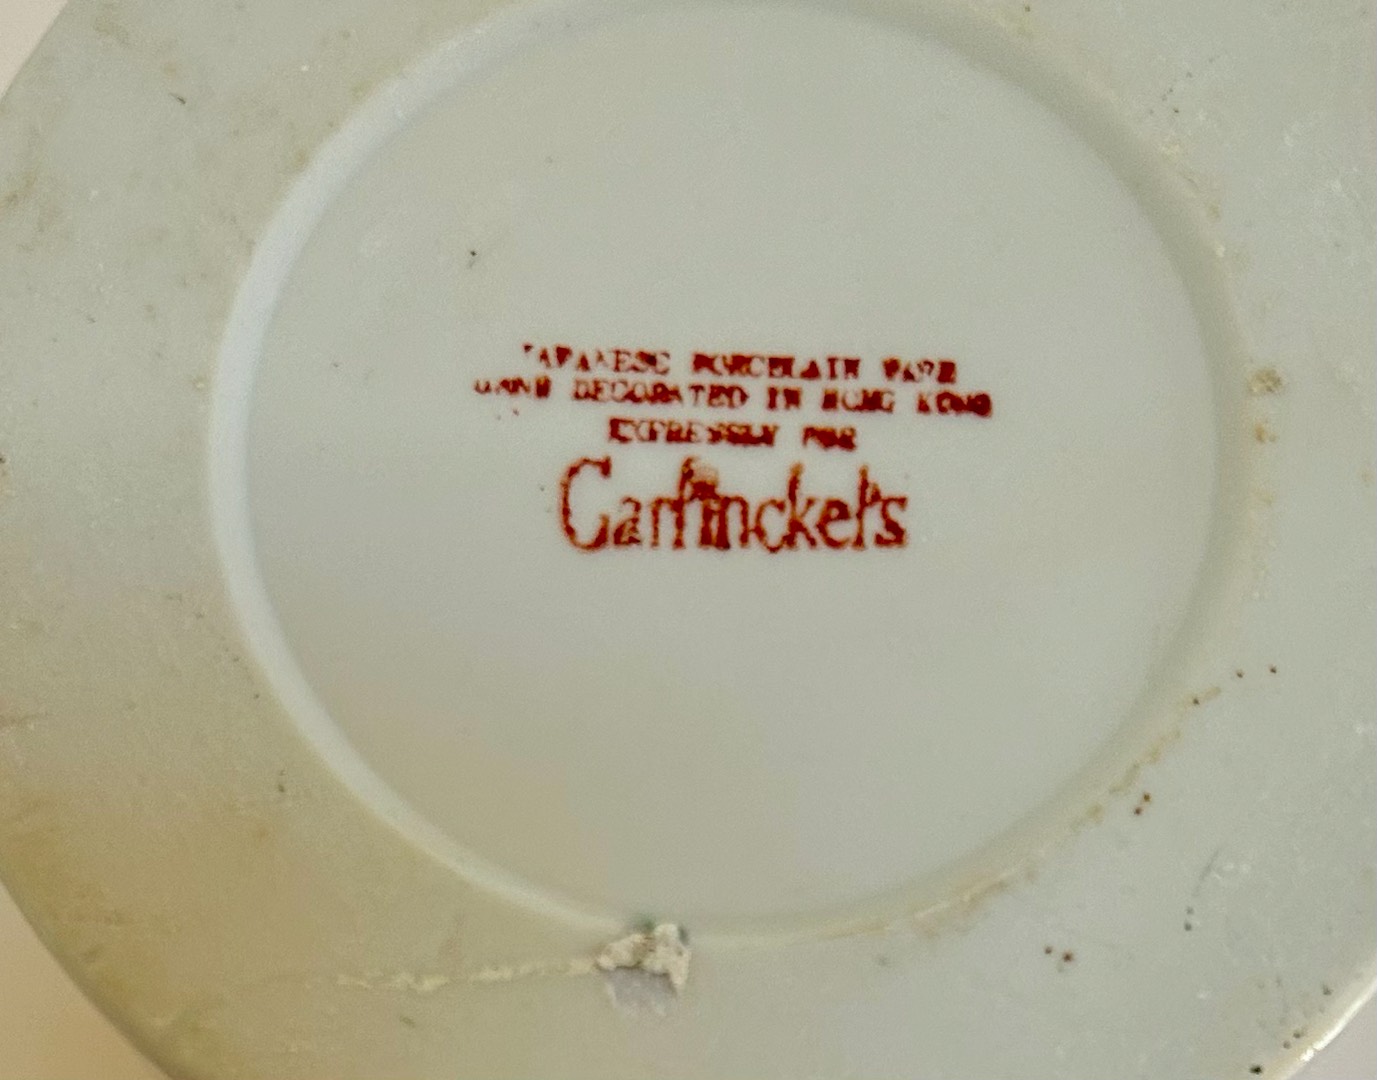 JAPANESE PORCELAIN WARE
HAND DECORATED IN HONG KONG
EXPRESSLY FOR
Garfinckel's